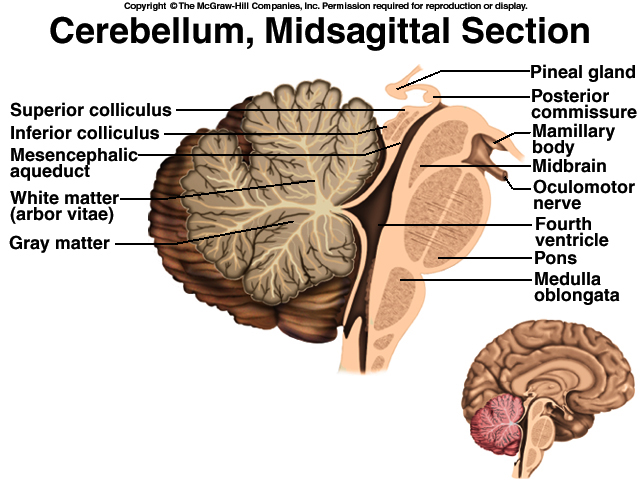 Copyright © The McGraw-Hill Companies, Inc. Permission required for reproduction or display.
Cerebellum, Midsagittal Section
Superior colliculus
Inferior colliculus
Mesencephalic
aqueduct
White matter
(arbor vitae)
Gray matter
Pineal gland
Posterior
commissure
Mamillary
body
Midbrain
Oculomotor
nerve
Fourth
ventricle
Pons
Medulla
oblongata